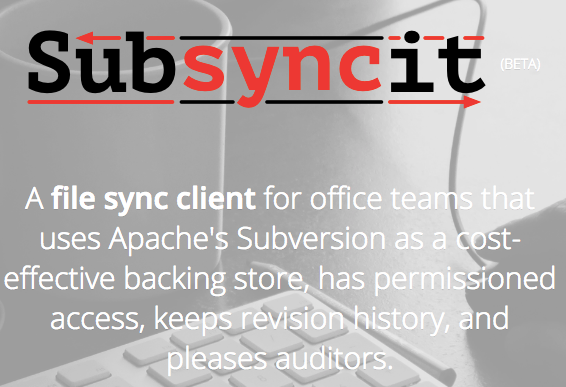 Subsyncit (BETA)
A file sync client for office teams that
uses Apache's Subversion as a cost-
effective backing store, has permissioned
access, keeps revision history, and
pleases auditors.